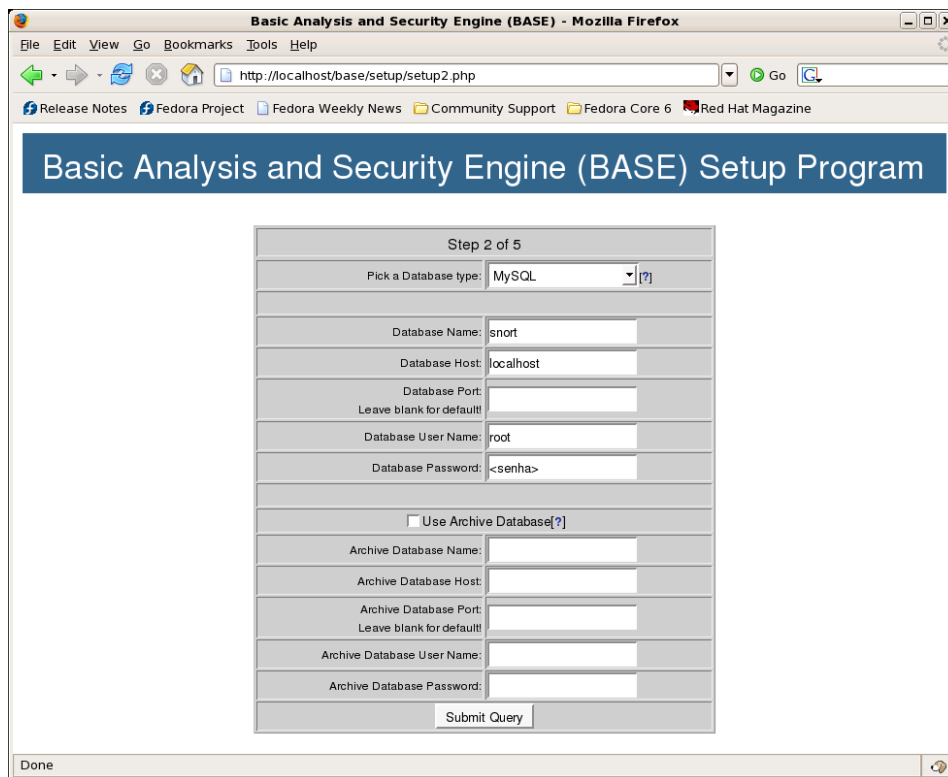 Basic Analysis and Security Engine (BASE) - Mozilla Firefox
File Edit View Go Bookmarks Tools Help
http://localhost/base/setup/setup2.php Go G
Release Notes Fedora Project Fedora Weekly News Community Support Fedora Core 6 Red Hat Magazine
Basic Analysis and Security Engine (BASE) Setup Program
Step 2 of 5
Pick a Database type: MySQL [?]
Database Name: snort
Database Host: localhost
Database Port:
Leave blank for default!
Database User Name: root
Database Password: <senha>
Use Archive Database[?]
Archive Database Name:
Archive Database Host:
Archive Database Port:
Leave blank for default!
Archive Database User Name:
Archive Database Password:
Submit Query
Done